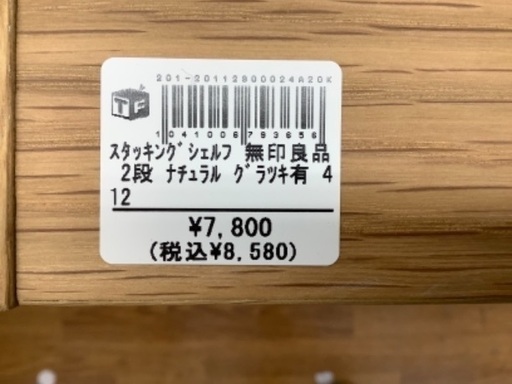 201-20112800024A20K
TF
1041006793656
ｽﾀｯｷﾝｸﾞｼｪﾙﾌ 無印良品
2段 ﾅﾁｭﾗﾙ ｸﾞﾗﾂｷ有 4
12
¥7,800
(税込¥8,580)